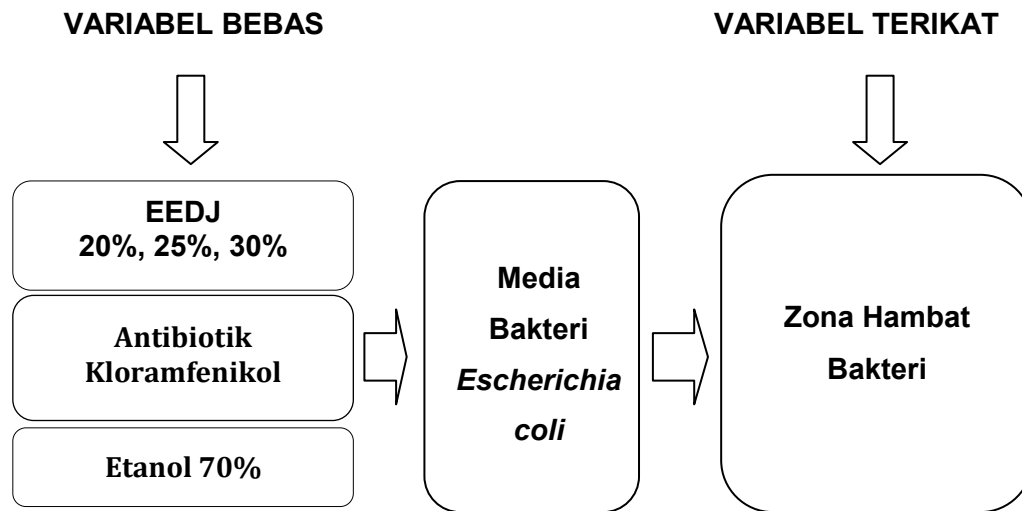 VARIABEL BEBAS
VARIABEL TERIKAT
EEDJ
20%, 25%, 30%
Antibiotik
Kloramfenikol
Etanol 70%
Media
Bakteri
Escherichia
coli
Zona Hambat
Bakteri